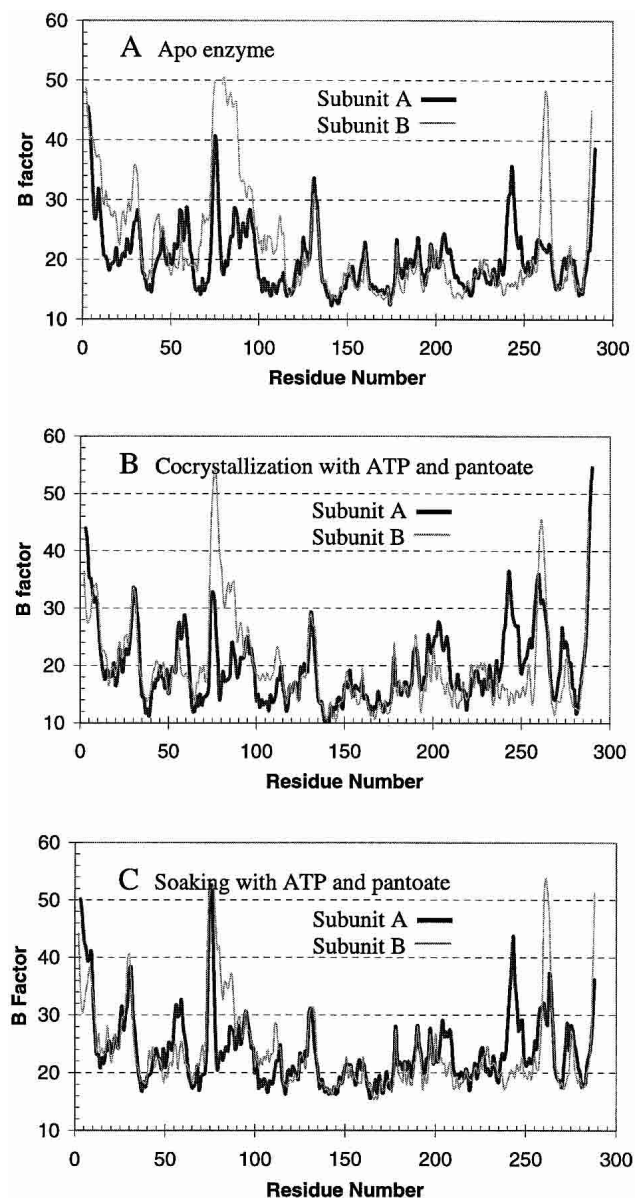 60
A Apo enzyme
50
Subunit A
Subunit B
40
B factor
30
20
10
0 50 100 150 200 250 300
Residue Number
60
B Cocrystallization with ATP and pantoate
50
Subunit A
Subunit B
40
B factor
30
20
10
0 50 100 150 200 250 300
Residue Number
60
C Soaking with ATP and pantoate
50
Subunit A
Subunit B
40
B Factor
30
20
10
0 50 100 150 200 250 300
Residue Number